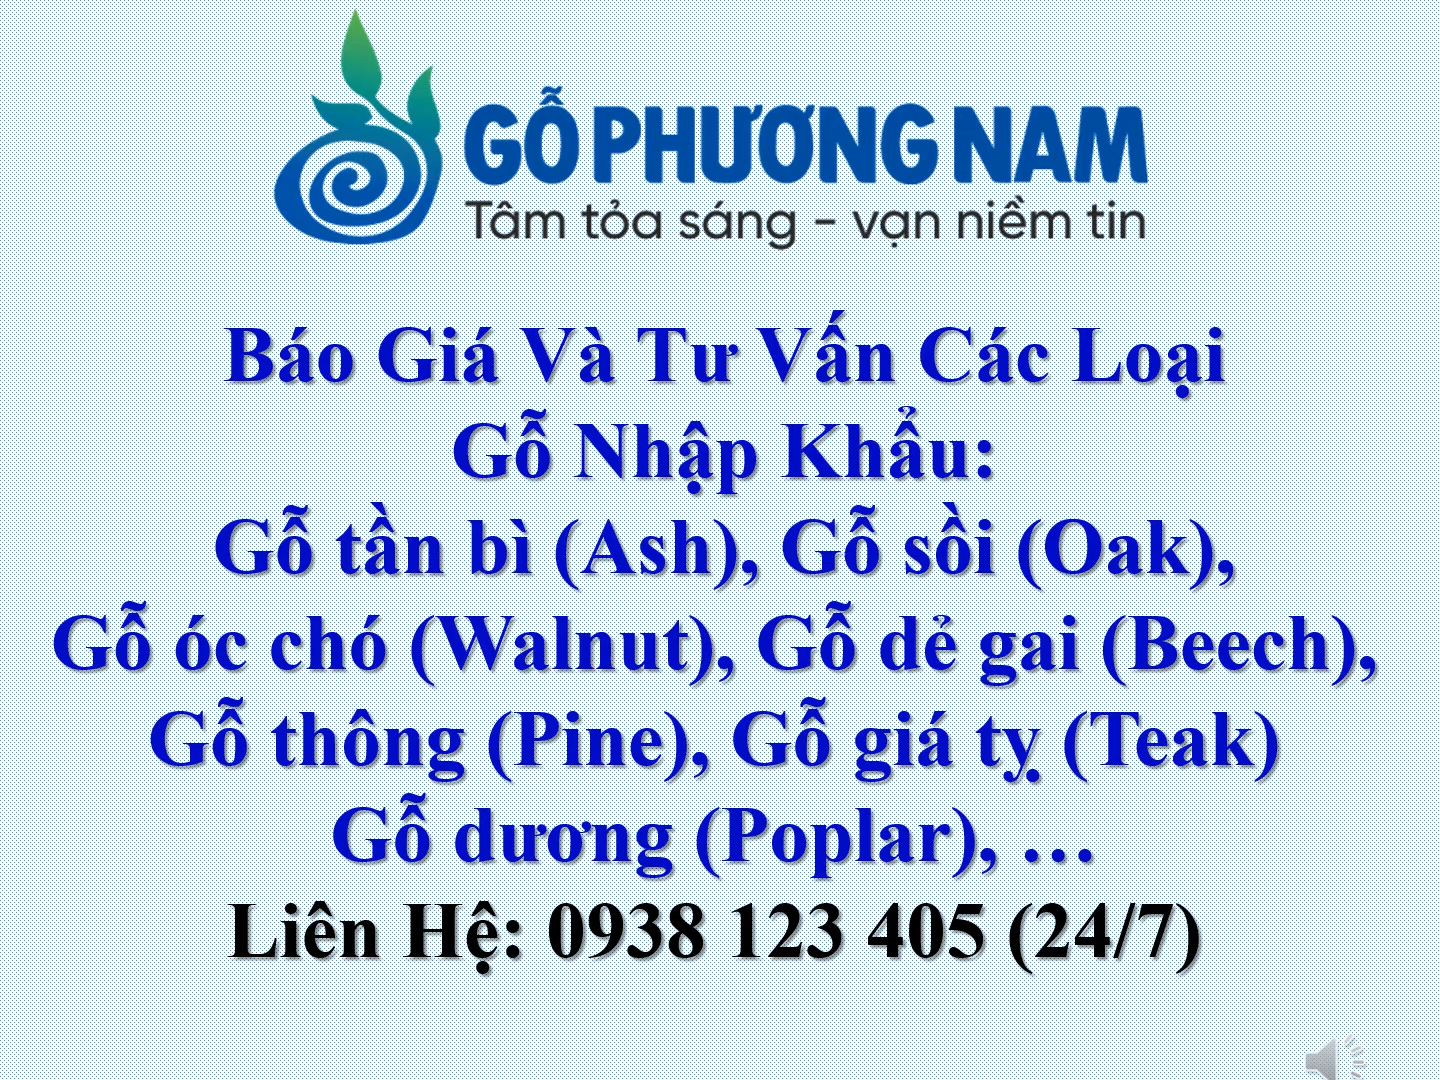 GỖ PHƯƠNG NAM
Tâm tỏa sáng - vạn niềm tin
Báo Giá Và Tư Vấn Các Loại
Gỗ Nhập Khẩu:
Gỗ tần bì (Ash), Gỗ sồi (Oak),
Gỗ óc chó (Walnut), Gỗ dẻ gai (Beech),
Gỗ thông (Pine), Gỗ giá tỵ (Teak)
Gỗ dương (Poplar), …
Liên Hệ: 0938 123 405 (24/7)